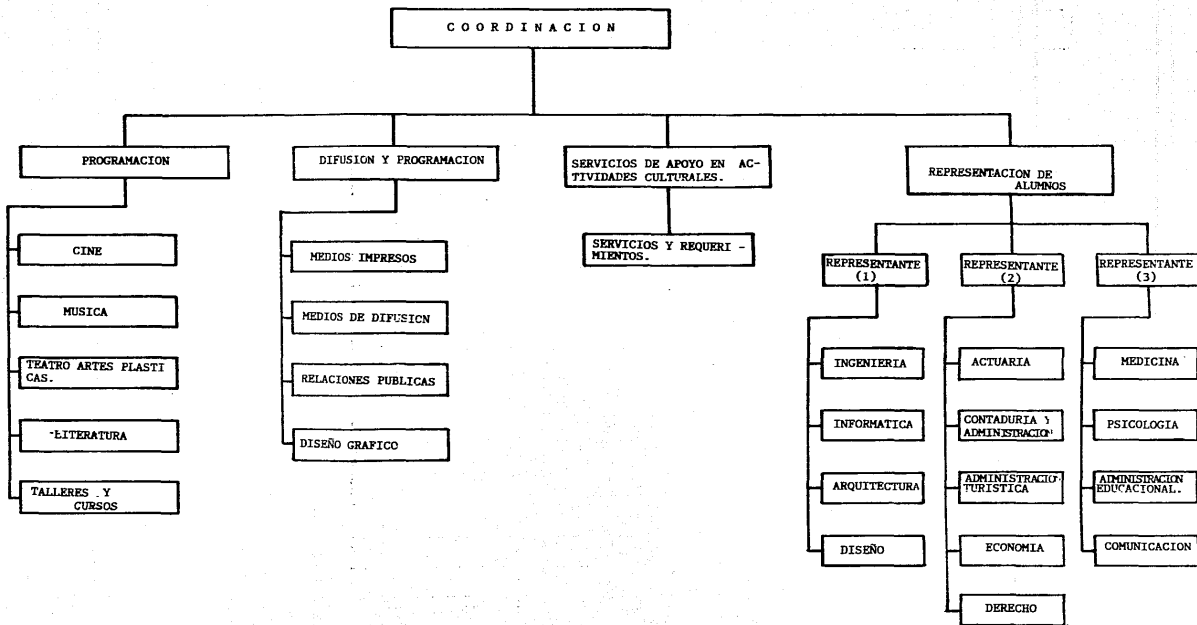 COORDINACION
PROGRAMACION
DIFUSION Y PROGRAMACION
SERVICIOS DE APOYO EN AC-
TIVIDADES CULTURALES.
REPRESENTACION DE
ALUMNOS
CINE
MUSICA
TEATRO ARTES PLASTI
CAS.
-LITERATURA
TALLERES Y
CURSOS
MEDIOS IMPRESOS
MEDIOS DE DIFUSION
RELACIONES PUBLICAS
DISEÑO GRAFICO
SERVICIOS Y REQUERI -
MIENTOS.
REPRESENTANTE
(1)
INGENIERIA
INFORMATICA
ARQUITECTURA
DISEÑO
REPRESENTANTE
(2)
ACTUARIA
CONTADURIA Y
ADMINISTRACION
ADMINISTRACIO
TURISTICA
ECONOMIA
DERECHO
REPRESENTANTE
(3)
MEDICINA
PSICOLOGIA
ADMINISTRACION
EDUCACIONAL.
COMUNICACION